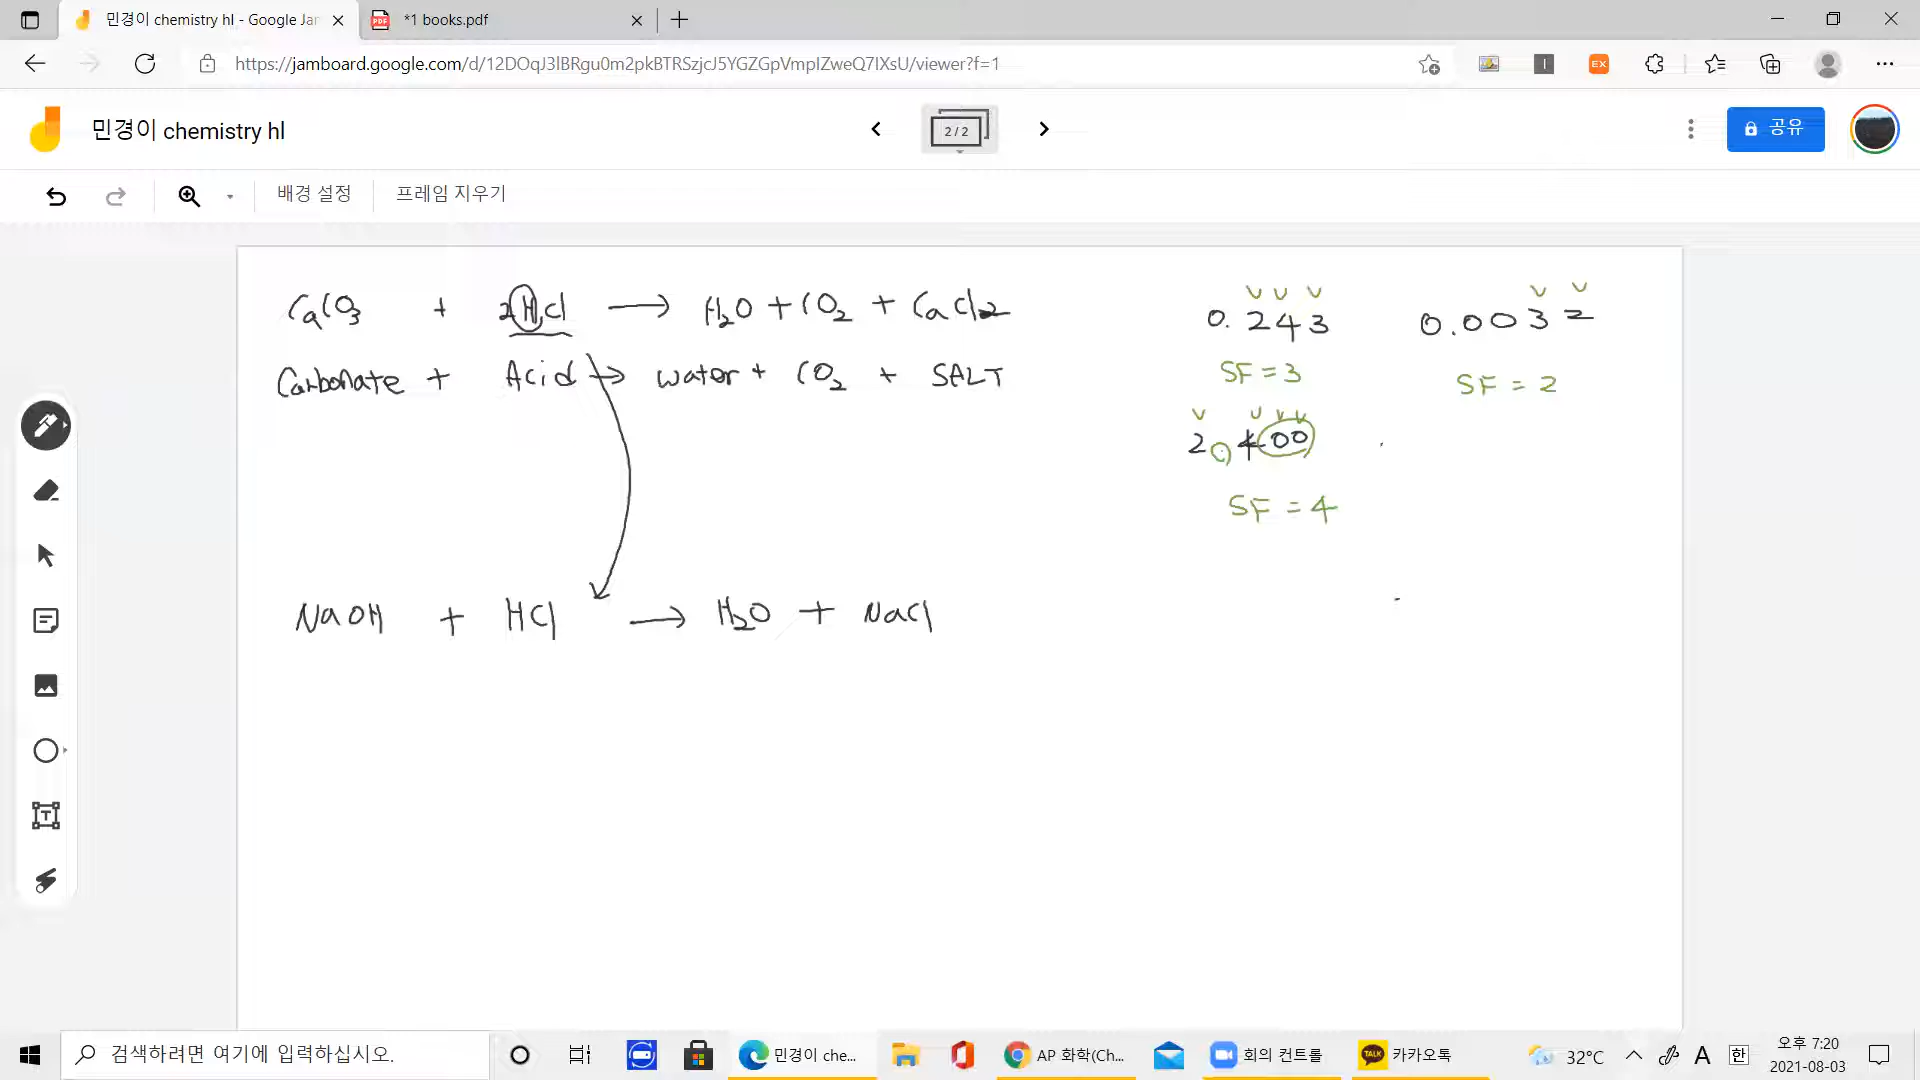 민경이 chemistry hl - Google Jar
*1 books.pdf
https://jamboard.google.com/d/12DOqJ3lBRgu0m2pkBTRSzjcJ5YGZGpVmpIZweQ7IXsU/viewer?f=1
EX
민경이 chemistry hl
2 / 2
공유
배경 설정
프레임 지우기
CaCO3 + 2HCl → H2O + CO2 + CaCl2
Carbonate + Acid → water + CO2 + SALT
0.243
0.0032
SF = 3
SF = 2
2.400
SF = 4
NaOH + HCl → H2O + NaCl
검색하려면 여기에 입력하십시오.
민경이 che...
AP 화학(Ch...
회의 컨트롤
TALK
카카오톡
32°C
A
한
오후 7:20
2021-08-03